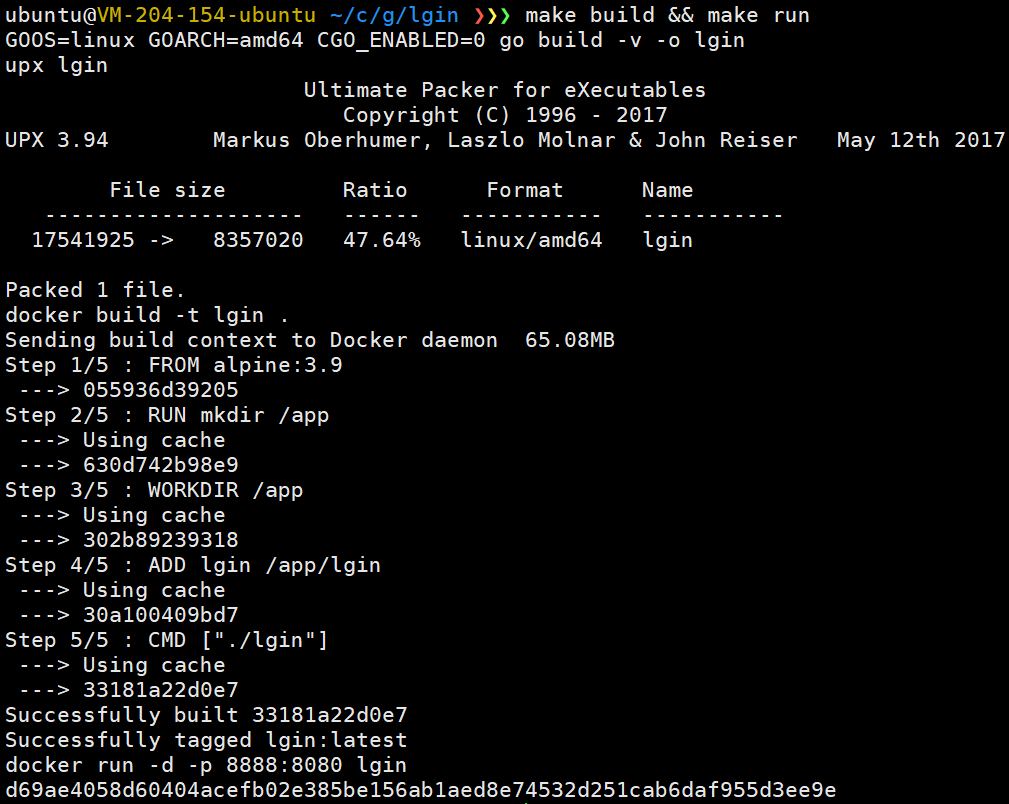 ubuntu@VM-204-154-ubuntu ~/c/g/lgin ❯❯❯ make build && make run
GOOS=linux GOARCH=amd64 CGO_ENABLED=0 go build -v -o lgin
upx lgin
Ultimate Packer for eXecutables
Copyright (C) 1996 - 2017
UPX 3.94        Markus Oberhumer, Laszlo Molnar & John Reiser   May 12th 2017
File size         Ratio      Format      Name
--------------------   ------   -----------   -----------
17541925 ->   8357020   47.64%   linux/amd64   lgin
Packed 1 file.
docker build -t lgin .
Sending build context to Docker daemon  65.08MB
Step 1/5 : FROM alpine:3.9
---> 055936d39205
Step 2/5 : RUN mkdir /app
---> Using cache
---> 630d742b98e9
Step 3/5 : WORKDIR /app
---> Using cache
---> 302b89239318
Step 4/5 : ADD lgin /app/lgin
---> Using cache
---> 30a100409bd7
Step 5/5 : CMD ["./lgin"]
---> Using cache
---> 33181a22d0e7
Successfully built 33181a22d0e7
Successfully tagged lgin:latest
docker run -d -p 8888:8080 lgin
d69ae4058d60404acefb02e385be156ab1aed8e74532d251cab6daf955d3ee9e